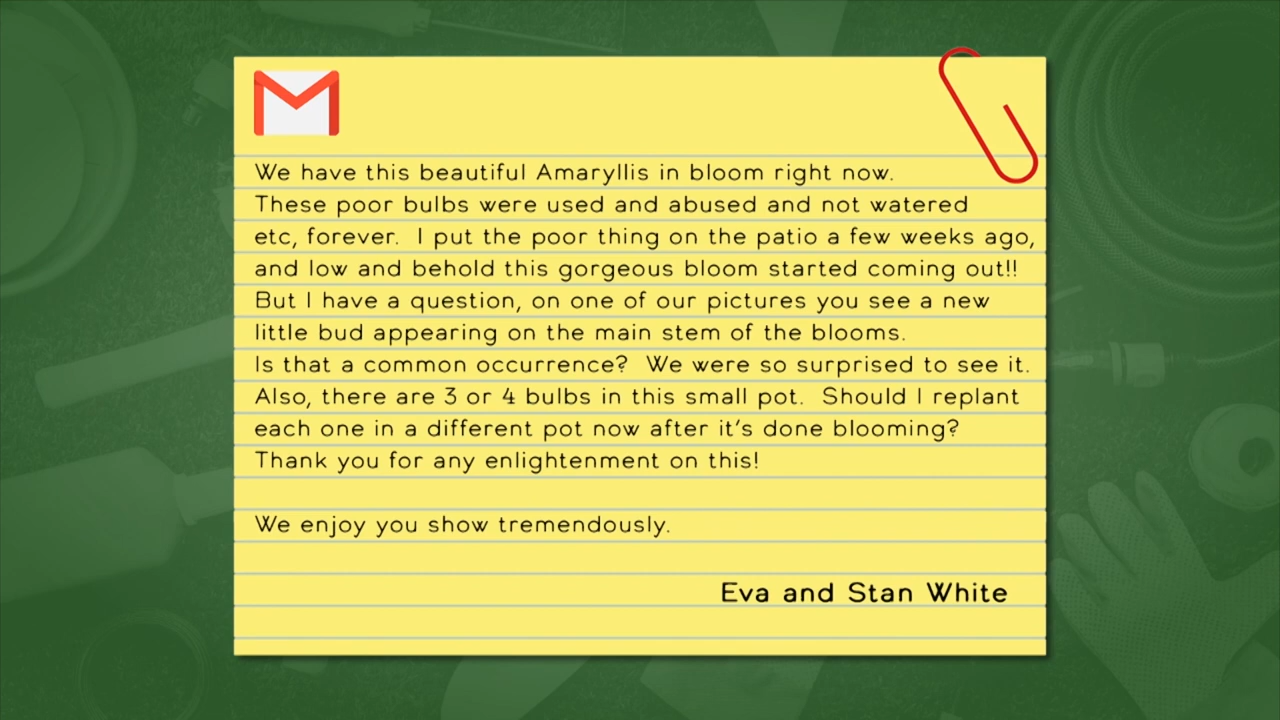 We have this beautiful Amaryllis in bloom right now.
These poor bulbs were used and abused and not watered
etc, forever.  I put the poor thing on the patio a few weeks ago,
and low and behold this gorgeous bloom started coming out!!
But I have a question, on one of our pictures you see a new
little bud appearing on the main stem of the blooms.
Is that a common occurrence?  We were so surprised to see it.
Also, there are 3 or 4 bulbs in this small pot.  Should I replant
each one in a different pot now after it's done blooming?
Thank you for any enlightenment on this!
We enjoy you show tremendously.
Eva and Stan White